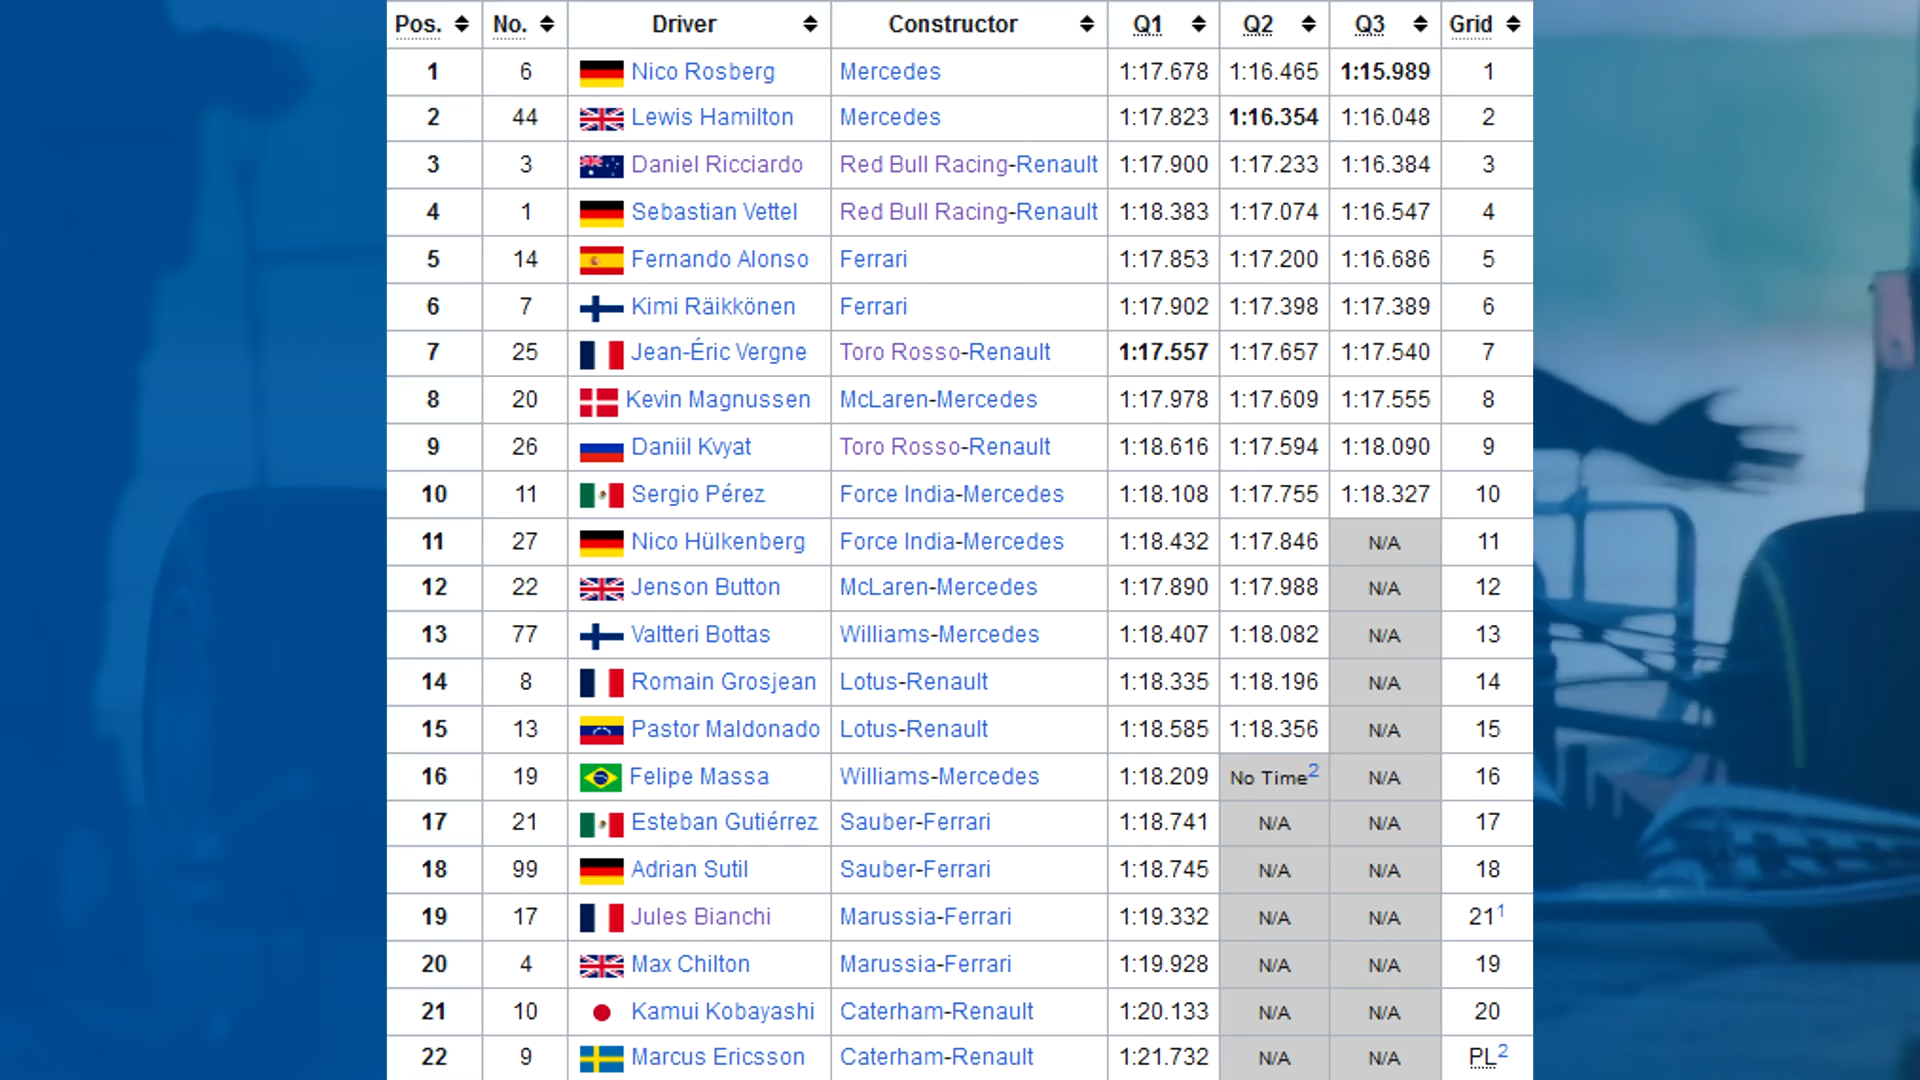 Pos. No. Driver Constructor Q1 Q2 Q3 Grid
1 6 Nico Rosberg Mercedes 1:17.678 1:16.465 1:15.989 1
2 44 Lewis Hamilton Mercedes 1:17.823 1:16.354 1:16.048 2
3 3 Daniel Ricciardo Red Bull Racing-Renault 1:17.900 1:17.233 1:16.384 3
4 1 Sebastian Vettel Red Bull Racing-Renault 1:18.383 1:17.074 1:16.547 4
5 14 Fernando Alonso Ferrari 1:17.853 1:17.200 1:16.686 5
6 7 Kimi Räikkönen Ferrari 1:17.902 1:17.398 1:17.389 6
7 25 Jean-Éric Vergne Toro Rosso-Renault 1:17.557 1:17.657 1:17.540 7
8 20 Kevin Magnussen McLaren-Mercedes 1:17.978 1:17.609 1:17.555 8
9 26 Daniil Kvyat Toro Rosso-Renault 1:18.616 1:17.594 1:18.090 9
10 11 Sergio Pérez Force India-Mercedes 1:18.108 1:17.755 1:18.327 10
11 27 Nico Hülkenberg Force India-Mercedes 1:18.432 1:17.846 N/A 11
12 22 Jenson Button McLaren-Mercedes 1:17.890 1:17.988 N/A 12
13 77 Valtteri Bottas Williams-Mercedes 1:18.407 1:18.082 N/A 13
14 8 Romain Grosjean Lotus-Renault 1:18.335 1:18.196 N/A 14
15 13 Pastor Maldonado Lotus-Renault 1:18.585 1:18.356 N/A 15
16 19 Felipe Massa Williams-Mercedes 1:18.209 No Time2 N/A 16
17 21 Esteban Gutiérrez Sauber-Ferrari 1:18.741 N/A N/A 17
18 99 Adrian Sutil Sauber-Ferrari 1:18.745 N/A N/A 18
19 17 Jules Bianchi Marussia-Ferrari 1:19.332 N/A N/A 211
20 4 Max Chilton Marussia-Ferrari 1:19.928 N/A N/A 19
21 10 Kamui Kobayashi Caterham-Renault 1:20.133 N/A N/A 20
22 9 Marcus Ericsson Caterham-Renault 1:21.732 N/A N/A PL2